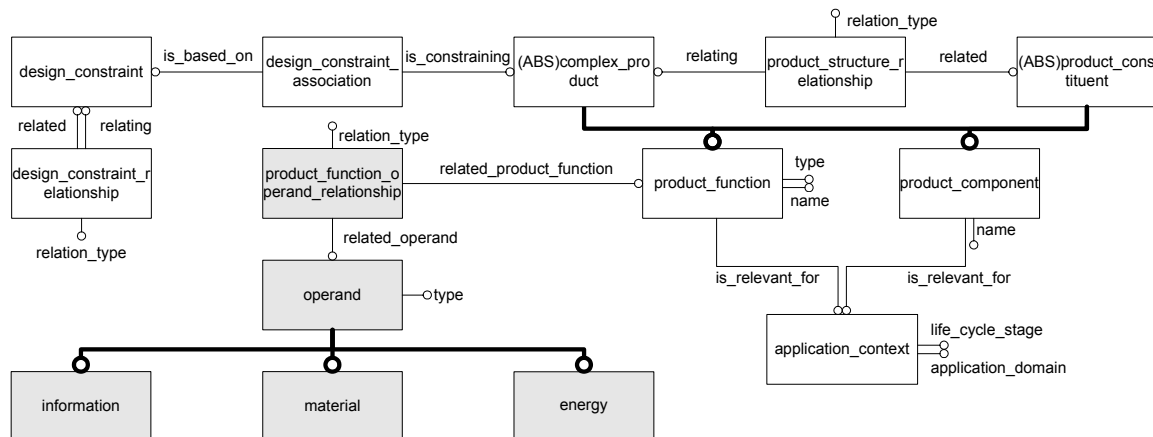 relation_type
is_based_on
is_constraining
relating
related
design_constraint
design_constraint_
association
(ABS)complex_pro
duct
product_structure_r
elationship
(ABS)product_cons
tituent
related
relating
relation_type
type
name
design_constraint_r
elationship
product_function_o
perand_relationship
related_product_function
product_function
product_component
relation_type
related_operand
name
is_relevant_for
is_relevant_for
operand
type
application_context
life_cycle_stage
application_domain
information
material
energy